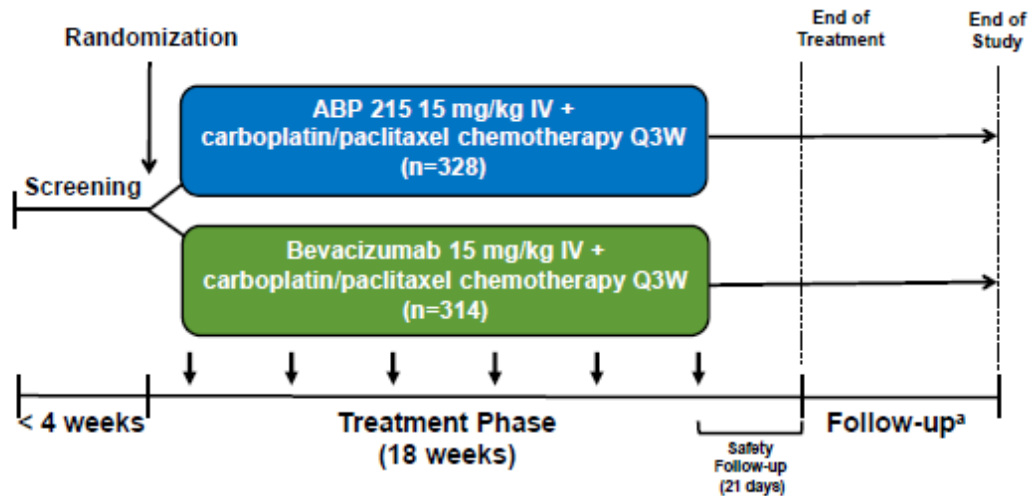 Randomization
End of
Treatment
End of
Study
ABP 215 15 mg/kg IV +
carboplatin/paclitaxel chemotherapy Q3W
(n=328)
Screening
Bevacizumab 15 mg/kg IV +
carboplatin/paclitaxel chemotherapy Q3W
(n=314)
< 4 weeks
Treatment Phase
(18 weeks)
Safety
Follow-up
(21 days)
Follow-upᵃ